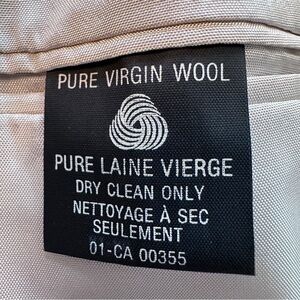 PURE VIRGIN WOOL
PURE LAINE VIERGE
DRY CLEAN ONLY
NETTOYAGE À SEC
SEULEMENT
01-CA 00355